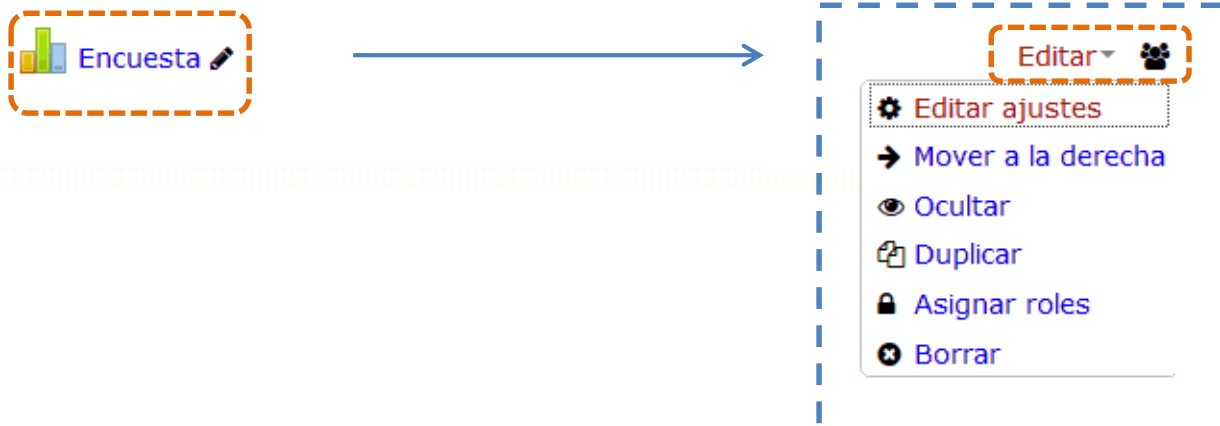 Encuesta
Editar
Editar ajustes
Mover a la derecha
Ocultar
Duplicar
Asignar roles
Borrar